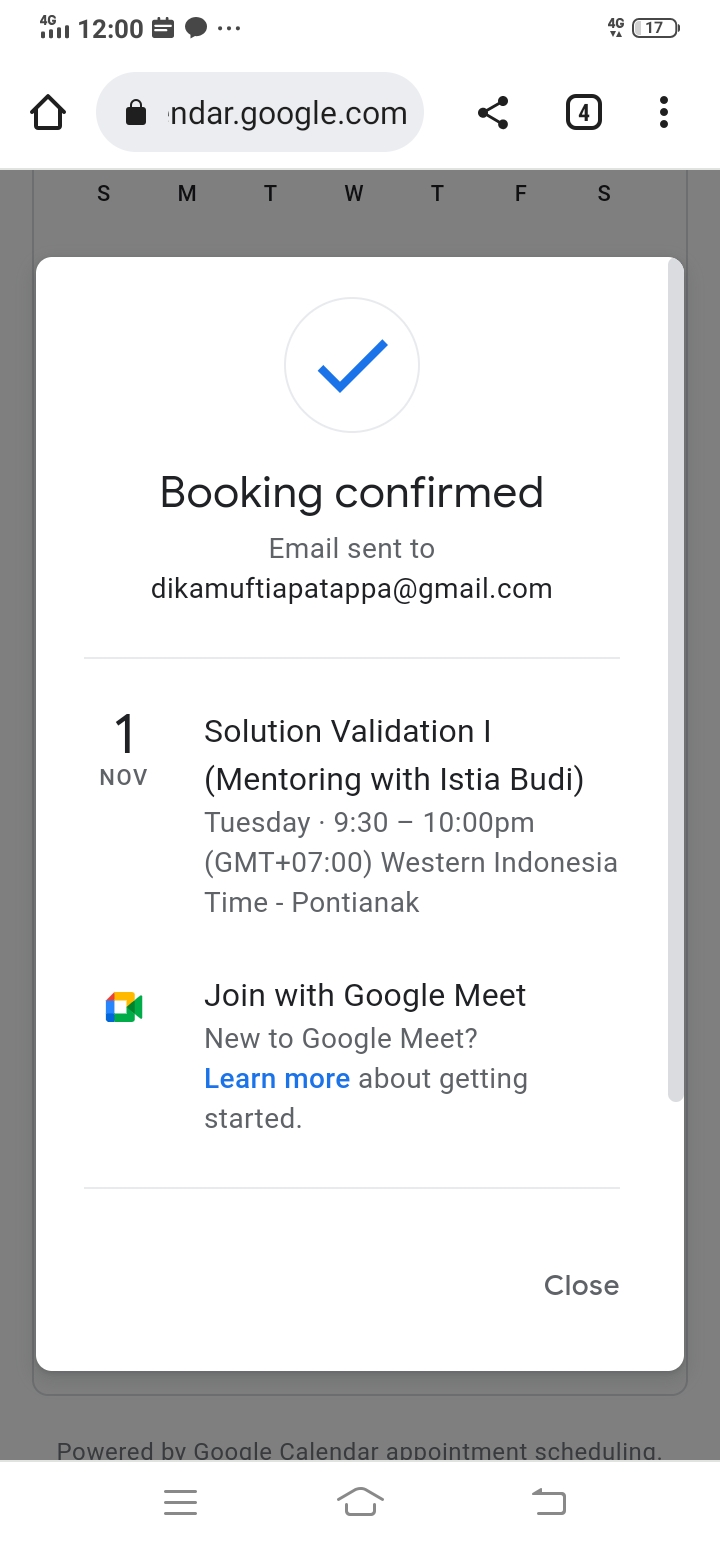 4G 12:00 ... 4G 17
ndar.google.com 4
S M T W T F S
Booking confirmed
Email sent to
dikamuftiapatappa@gmail.com
1
NOV
Solution Validation I
(Mentoring with Istia Budi)
Tuesday · 9:30 – 10:00pm
(GMT+07:00) Western Indonesia
Time - Pontianak
Join with Google Meet
New to Google Meet?
Learn more about getting
started.
Close
Powered by Google Calendar appointment scheduling.